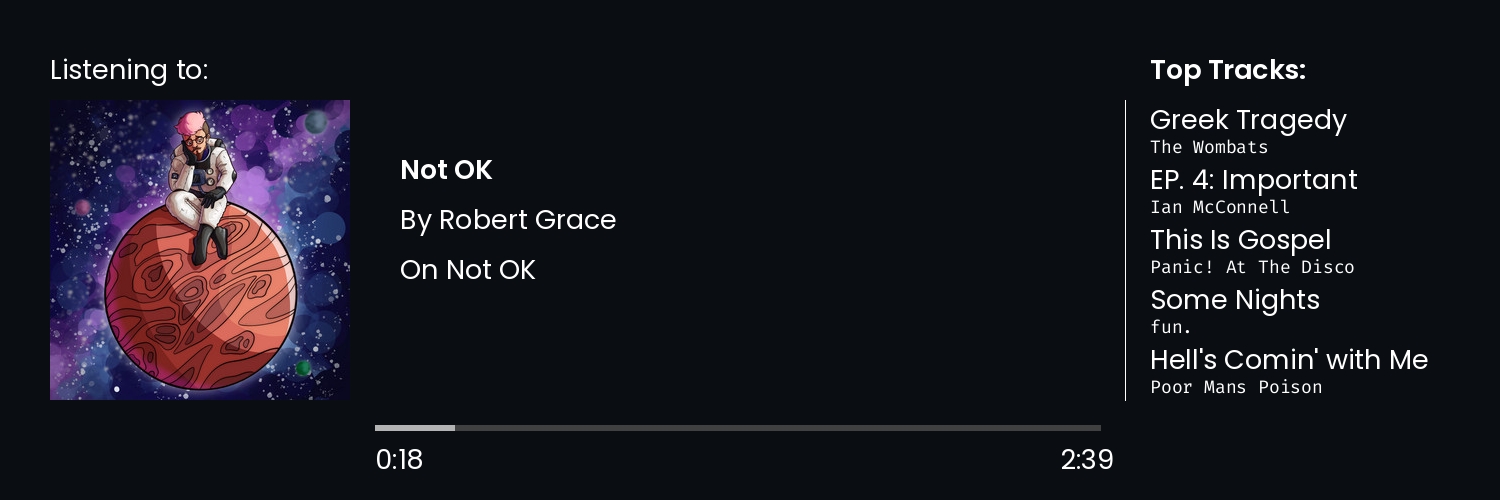 Listening to:
Not OK
By Robert Grace
On Not OK
0:18
2:39
Top Tracks:
Greek Tragedy
The Wombats
EP. 4: Important
Ian McConnell
This Is Gospel
Panic! At The Disco
Some Nights
fun.
Hell's Comin' with Me
Poor Mans Poison